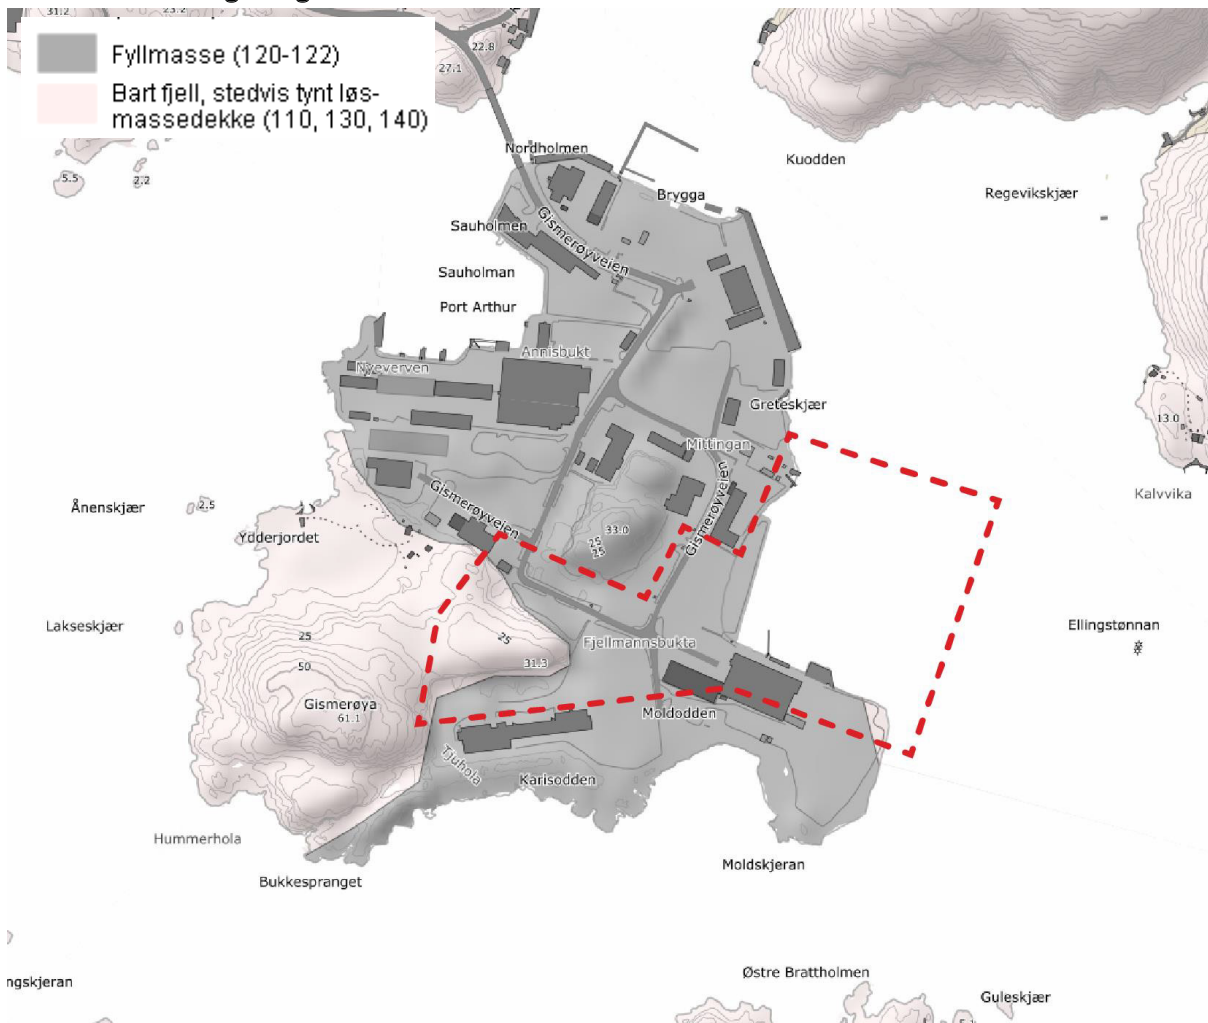 31.2
23.2
Fyllmasse (120-122)
Bart fjell, stedvis tynt løs-
massedekke (110, 130, 140)
22.8
27.1
Nordholmen
Kuodden
5.5
2.2
Brygga
Regevikskjær
Sauholmen
Gismerøyveien
Sauholman
Port Arthur
Annisbukt
Nyeverven
Greteskjær
13.0
Mittingan
Gismerøyveien
Gismerøyveien
Kalvvika
Ånenskjær
2.5
33.0
25
25
Ydderjordet
Lakseskjær
25
25
Fjellmannsbukta
Ellingstønnan
31.3
50
Gismerøya
61.1
Moldodden
Tjuhola
Karisodden
Hummerhola
Bukkespranget
Moldskjeran
Østre Brattholmen
ngskjeran
Guleskjær